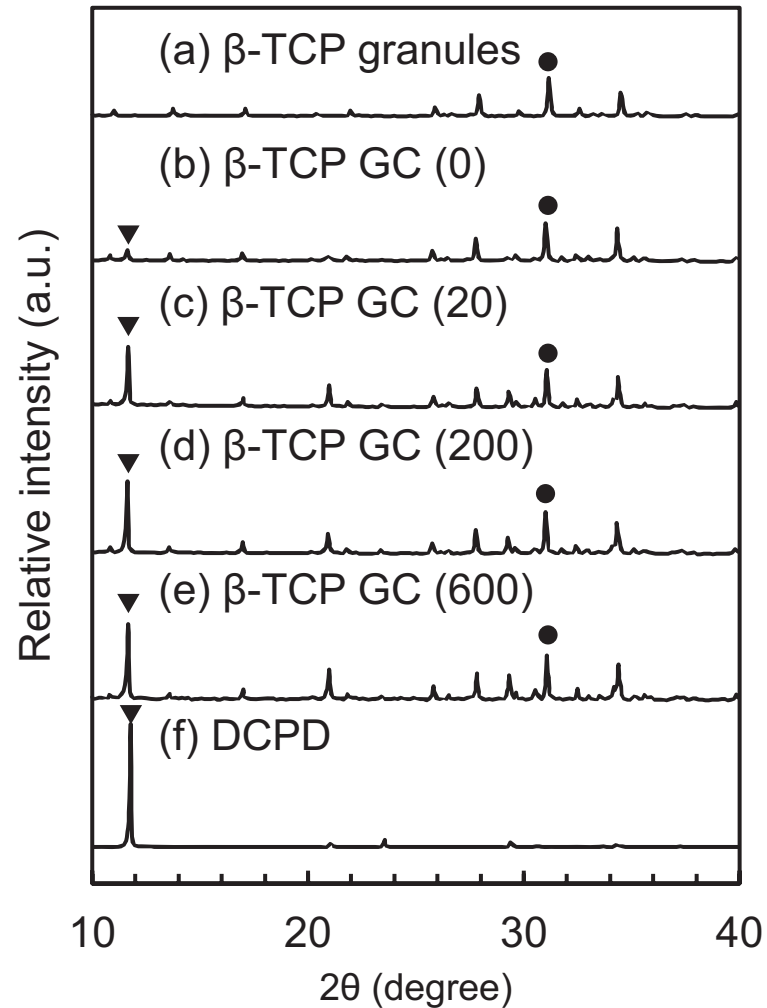 (a) β-TCP granules
(b) β-TCP GC (0)
(c) β-TCP GC (20)
(d) β-TCP GC (200)
(e) β-TCP GC (600)
(f) DCPD
Relative intensity (a.u.)
10 20 30 40
2θ (degree)